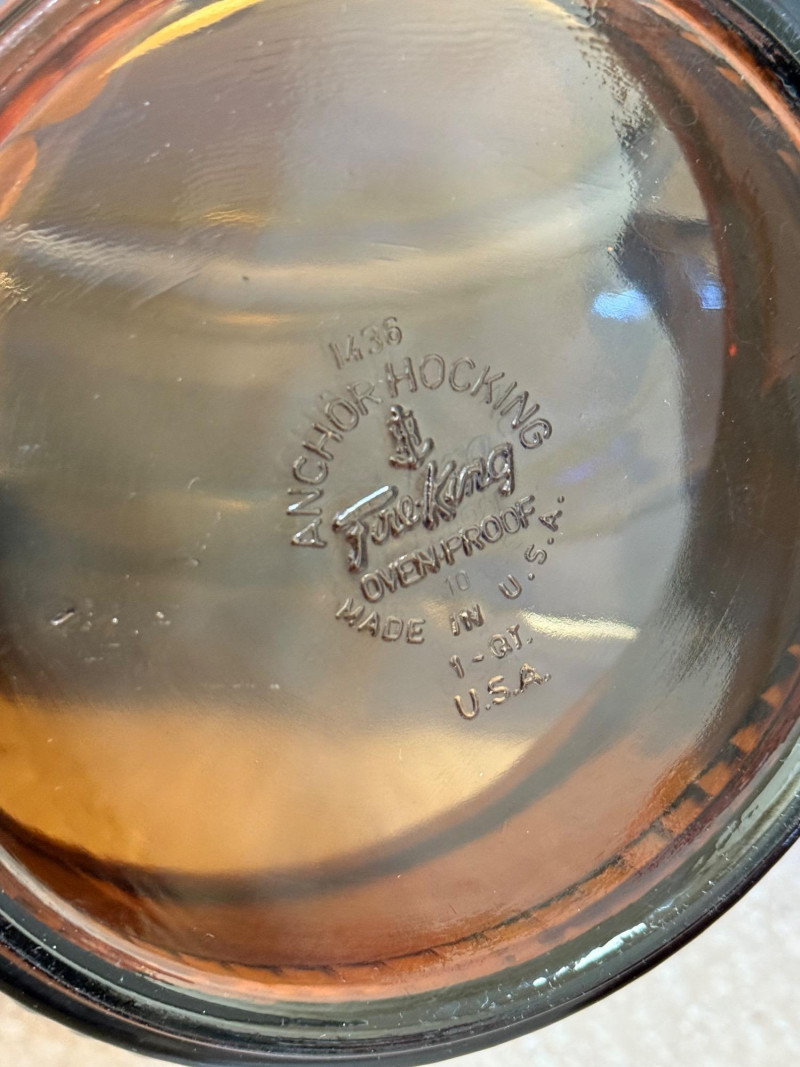 1436
ANCHOR HOCKING
Fire-King
OVEN-PROOF
10
MADE IN U.S.A.
1-QT.
U.S.A.